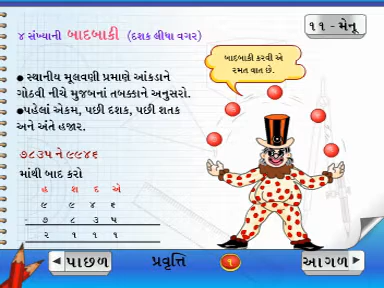 ૪ સંખ્યાની બાદબાકી (દશક લીધા વગર)
૧૧ - મેનૂ
બાદબાકી કરવી એ
રમત વાત છે.
● સ્થાનીય મૂલવણી પ્રમાણે આંકડાને
ગોઠવી નીચે મુજબનાં તબક્કાને અનુસરો.
●પહેલાં એકમ, પછી દશક, પછી શતક
અને અંતે હજાર.
૭૮૩૫ ને ૯૯૪૬
માંથી બાદ કરો
હ શ દ એ
૯ ૯ ૪ ૬
- ૭ ૮ ૩ ૫
૨ ૧ ૧ ૧
પાછળ પ્રવૃત્તિ ૧ આગળ